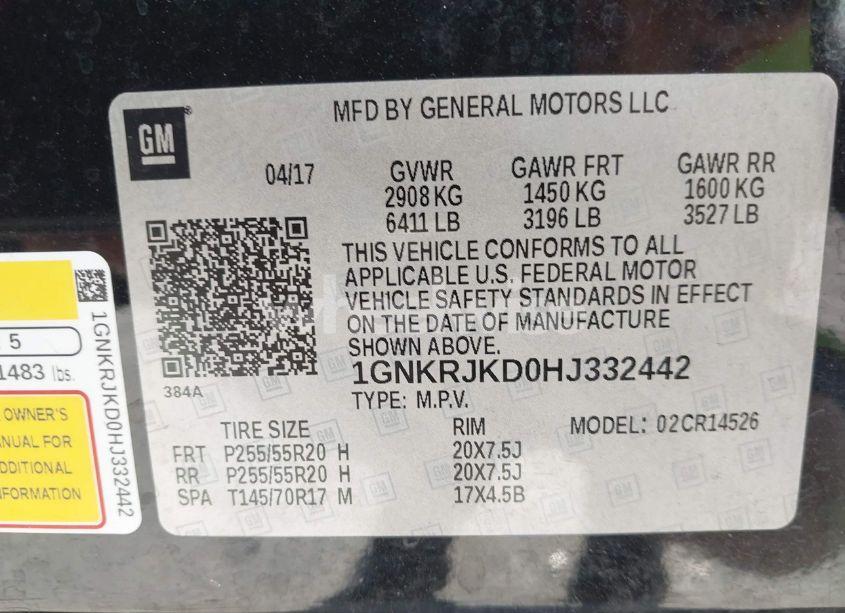 MFD BY GENERAL MOTORS LLC
GM
®
04/17
GVWR GAWR FRT GAWR RR
2908 KG 1450 KG 1600 KG
6411 LB 3196 LB 3527 LB
THIS VEHICLE CONFORMS TO ALL
APPLICABLE U.S. FEDERAL MOTOR
VEHICLE SAFETY STANDARDS IN EFFECT
ON THE DATE OF MANUFACTURE
SHOWN ABOVE.
384A
1GNKRJKD0HJ332442
TYPE: M.P.V.
MODEL: 02CR14526
TIRE SIZE RIM
FRT P255/55R20 H 20X7.5J
RR P255/55R20 H 20X7.5J
SPA T145/70R17 M 17X4.5B
5
1483 lbs.
OWNER'S
ANUAL FOR
DDITIONAL
NFORMATION
1GNKRJKD0HJ332442